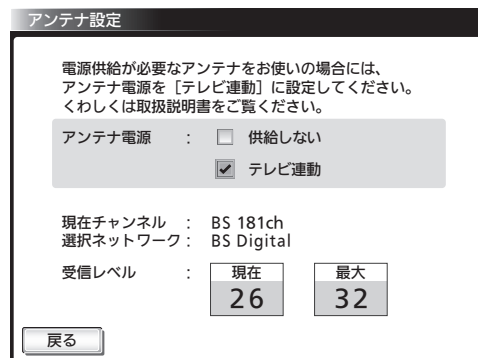 アンテナ設定
電源供給が必要なアンテナをお使いの場合には、
アンテナ電源を［テレビ連動］に設定してください。
くわしくは取扱説明書をご覧ください。
アンテナ電源 : 供給しない
テレビ連動
現在チャンネル : BS 181ch
選択ネットワーク : BS Digital
受信レベル : 現在 最大
26 32
戻る